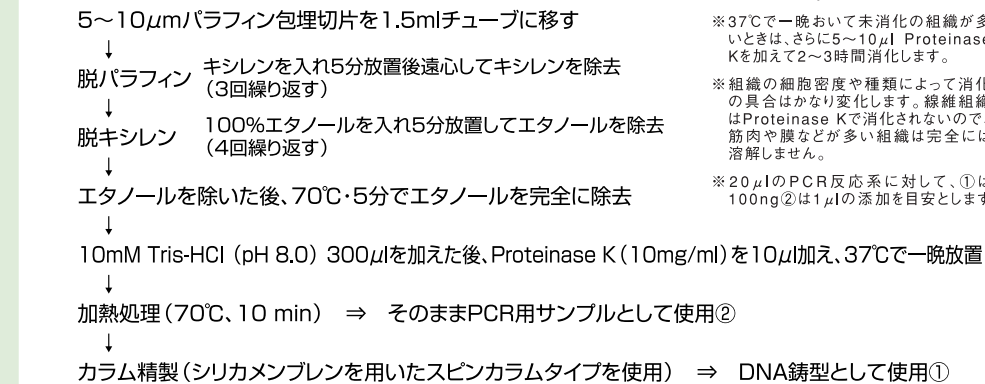 5～10μmパラフィン包埋切片を1.5mlチューブに移す
↓
脱パラフィン キシレンを入れ5分放置後遠心してキシレンを除去
（3回繰り返す）
↓
脱キシレン 100%エタノールを入れ5分放置してエタノールを除去
（4回繰り返す）
↓
エタノールを除いた後、70℃・5分でエタノールを完全に除去
↓
10mM Tris-HCl（pH 8.0）300μlを加えた後、Proteinase K（10mg/ml）を10μl加え、37℃で一晩放置
↓
加熱処理（70℃、10 min） ⇒ そのままPCR用サンプルとして使用②
↓
カラム精製（シリカメンブレンを用いたスピンカラムタイプを使用） ⇒ DNA鋳型として使用①
※37℃で一晩おいて未消化の組織が多
いときは、さらに5～10μl Proteinase
Kを加えて2～3時間消化します。
※組織の細胞密度や種類によって消化
の具合はかなり変化します。線維組織
はProteinase Kで消化されないので、
筋肉や膜などが多い組織は完全には
溶解しません。
※20μlのPCR反応系に対して、①は
100ng②は1μlの添加を目安とします